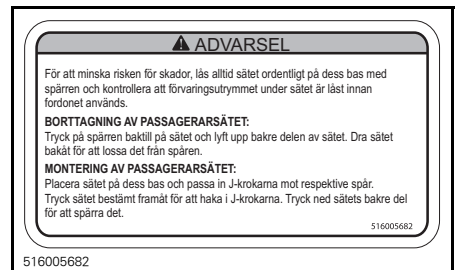 ADVARSEL
För att minska risken för skador, lås alltid sätet ordentligt på dess bas med
spärren och kontrollera att förvaringsutrymmet under sätet är låst innan
fordonet används.
BORTTAGNING AV PASSAGERARSÄTET:
Tryck på spärren baktill på sätet och lyft upp bakre delen av sätet. Dra sätet
bakåt för att lossa det från spåren.
MONTERING AV PASSAGERARSÄTET:
Placera sätet på dess bas och passa in J-krokarna mot respektive spår.
Tryck sätet bestämt framåt för att haka i J-krokarna. Tryck ned sätets bakre del
för att spärra det.
516005682
516005682